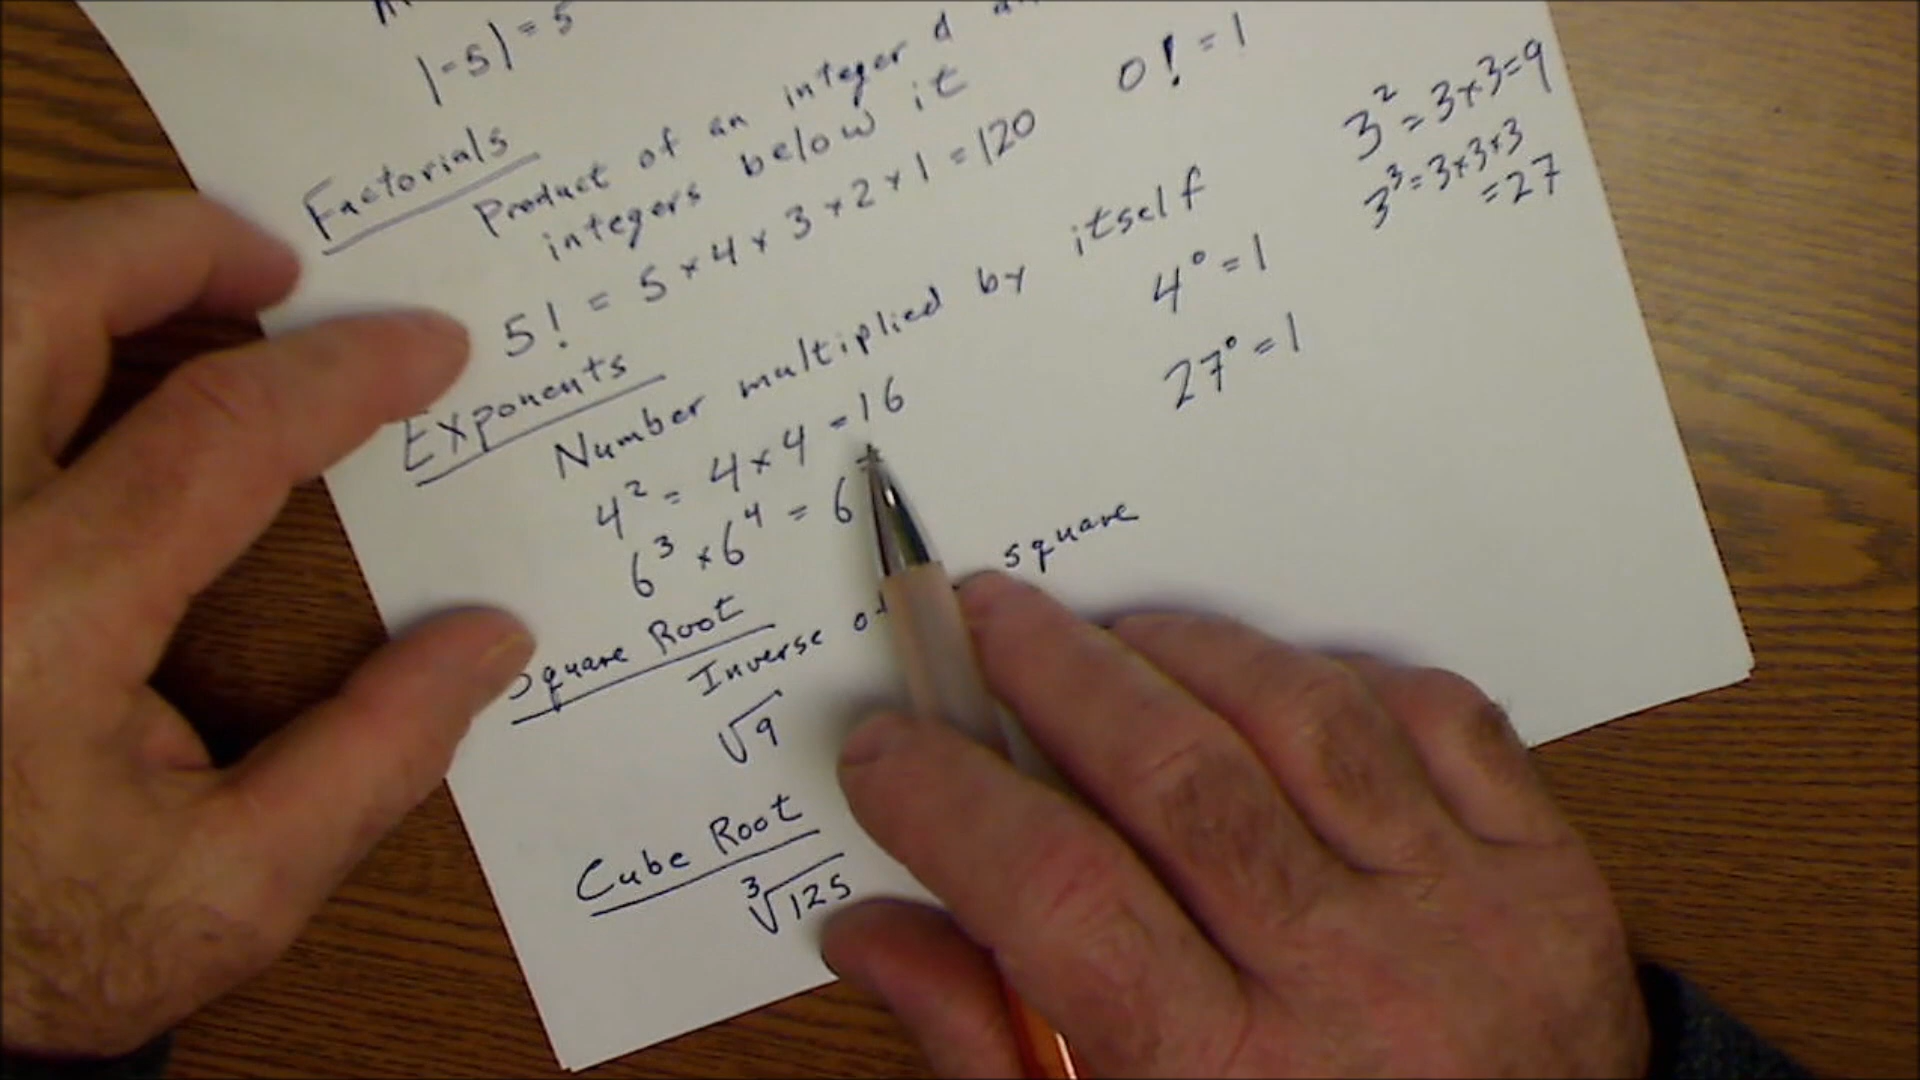 |-5| = 5
Factorials
Product of an integer &
integers below it
5! = 5 × 4 × 3 × 2 × 1 = 120
0! = 1
Exponents
Number multiplied by itself
4² = 4 × 4 = 16
6³ × 6⁴ = 6
3² = 3×3=9
3³ = 3×3×3
=27
4⁰ = 1
27⁰ = 1
Square Root
Inverse of square
√9
Cube Root
³√125